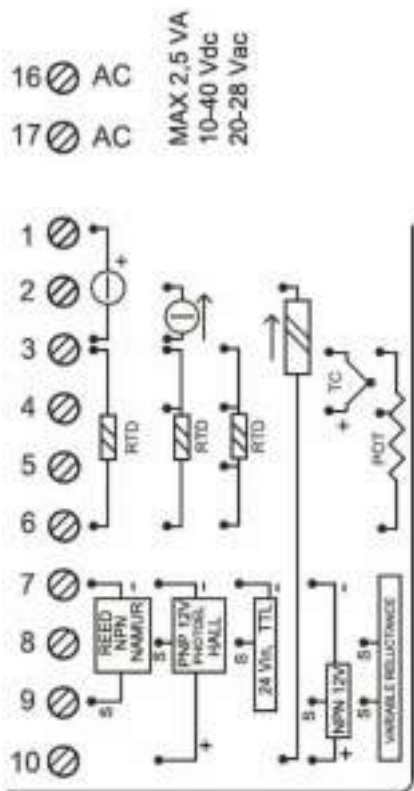 16 AC
17 AC
MAX 2,5 VA
10-40 Vdc
20-28 Vac
1
2
3
4
5
6
7
8
9
10
+
RTD
RTD
RTD
TC
+
POT
REED
NPN
NAMUR
-
S
PNP 12V
PHOTOEL
HALL
-
S
+
24 Vin, TTL
-
S
NPN 12V
-
S
+
VARIABLE RELUCTANCE
S
S